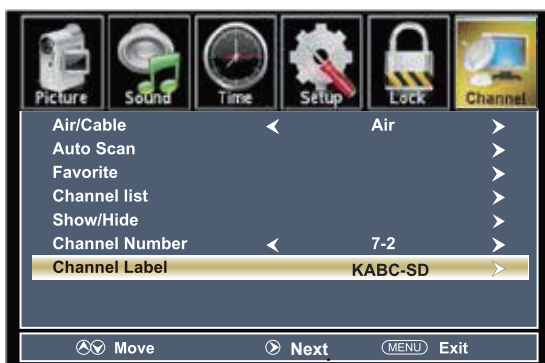 Picture Sound Time Setup Lock Channel
Air/Cable Air
Auto Scan
Favorite
Channel list
Show/Hide
Channel Number 7-2
Channel Label KABC-SD
Move Next MENU Exit